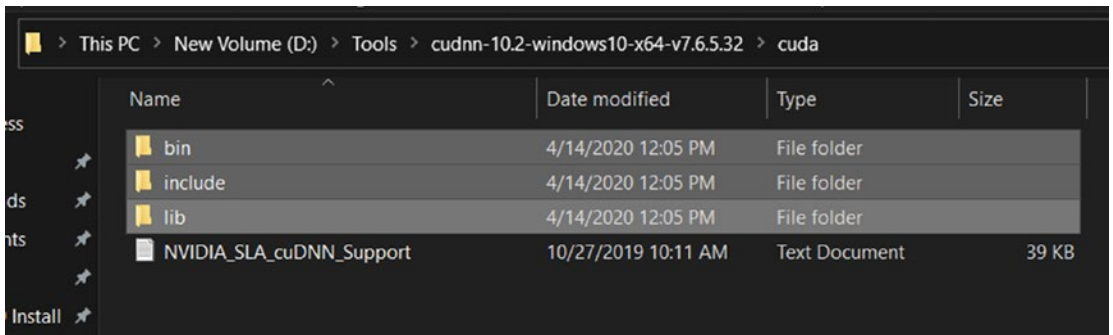 > This PC > New Volume (D:) > Tools > cudnn-10.2-windows10-x64-v7.6.5.32 > cuda
Name Date modified Type Size
ess
bin 4/14/2020 12:05 PM File folder
include 4/14/2020 12:05 PM File folder
ds
lib 4/14/2020 12:05 PM File folder
nts
NVIDIA_SLA_cuDNN_Support 10/27/2019 10:11 AM Text Document 39 KB
Install